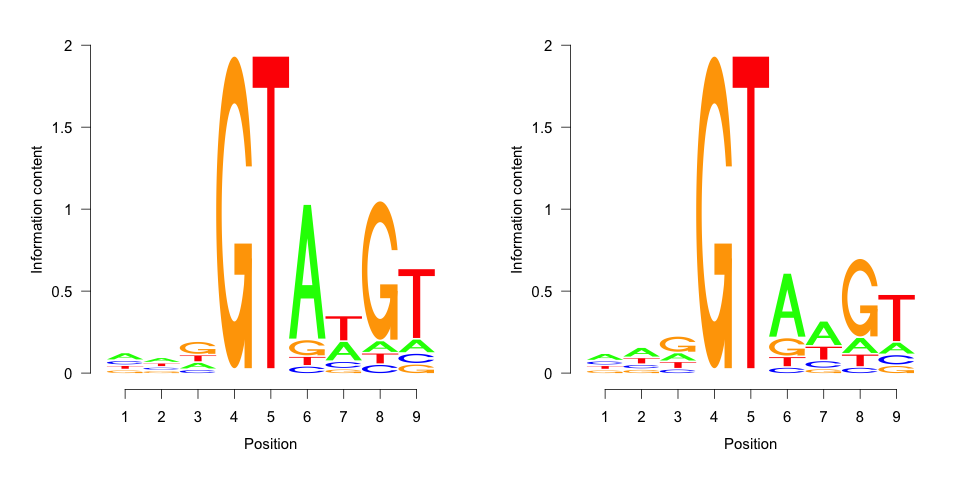 2
1.5
1
0.5
0
Information content
A A G G T A T G T
1 2 3 4 5 6 7 8 9
Position
2
1.5
1
0.5
0
Information content
A A G G T A A G T
1 2 3 4 5 6 7 8 9
Position